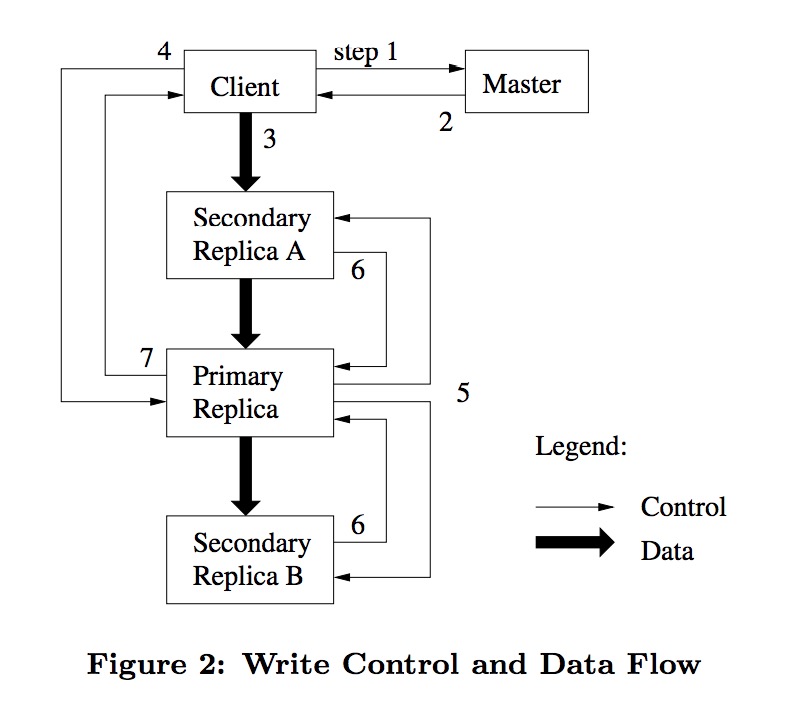 4
step 1
Client
Master
2
3
Secondary
Replica A
6
7
Primary
Replica
5
Legend:
Control
Data
6
Secondary
Replica B
Figure 2: Write Control and Data Flow